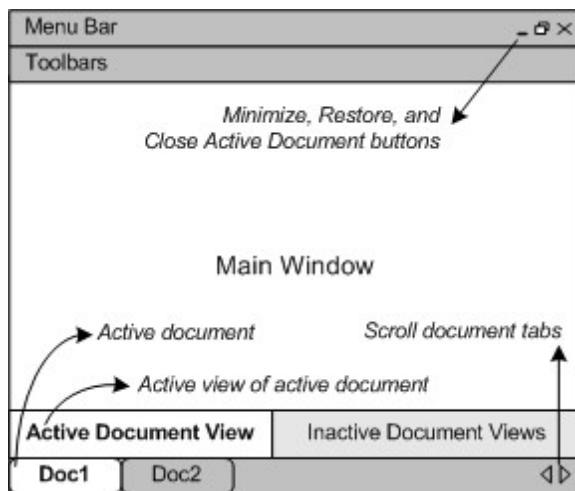 Menu Bar
Toolbars
Minimize, Restore, and
Close Active Document buttons
Main Window
Active document
Scroll document tabs
Active view of active document
Active Document View
Inactive Document Views
Doc1
Doc2